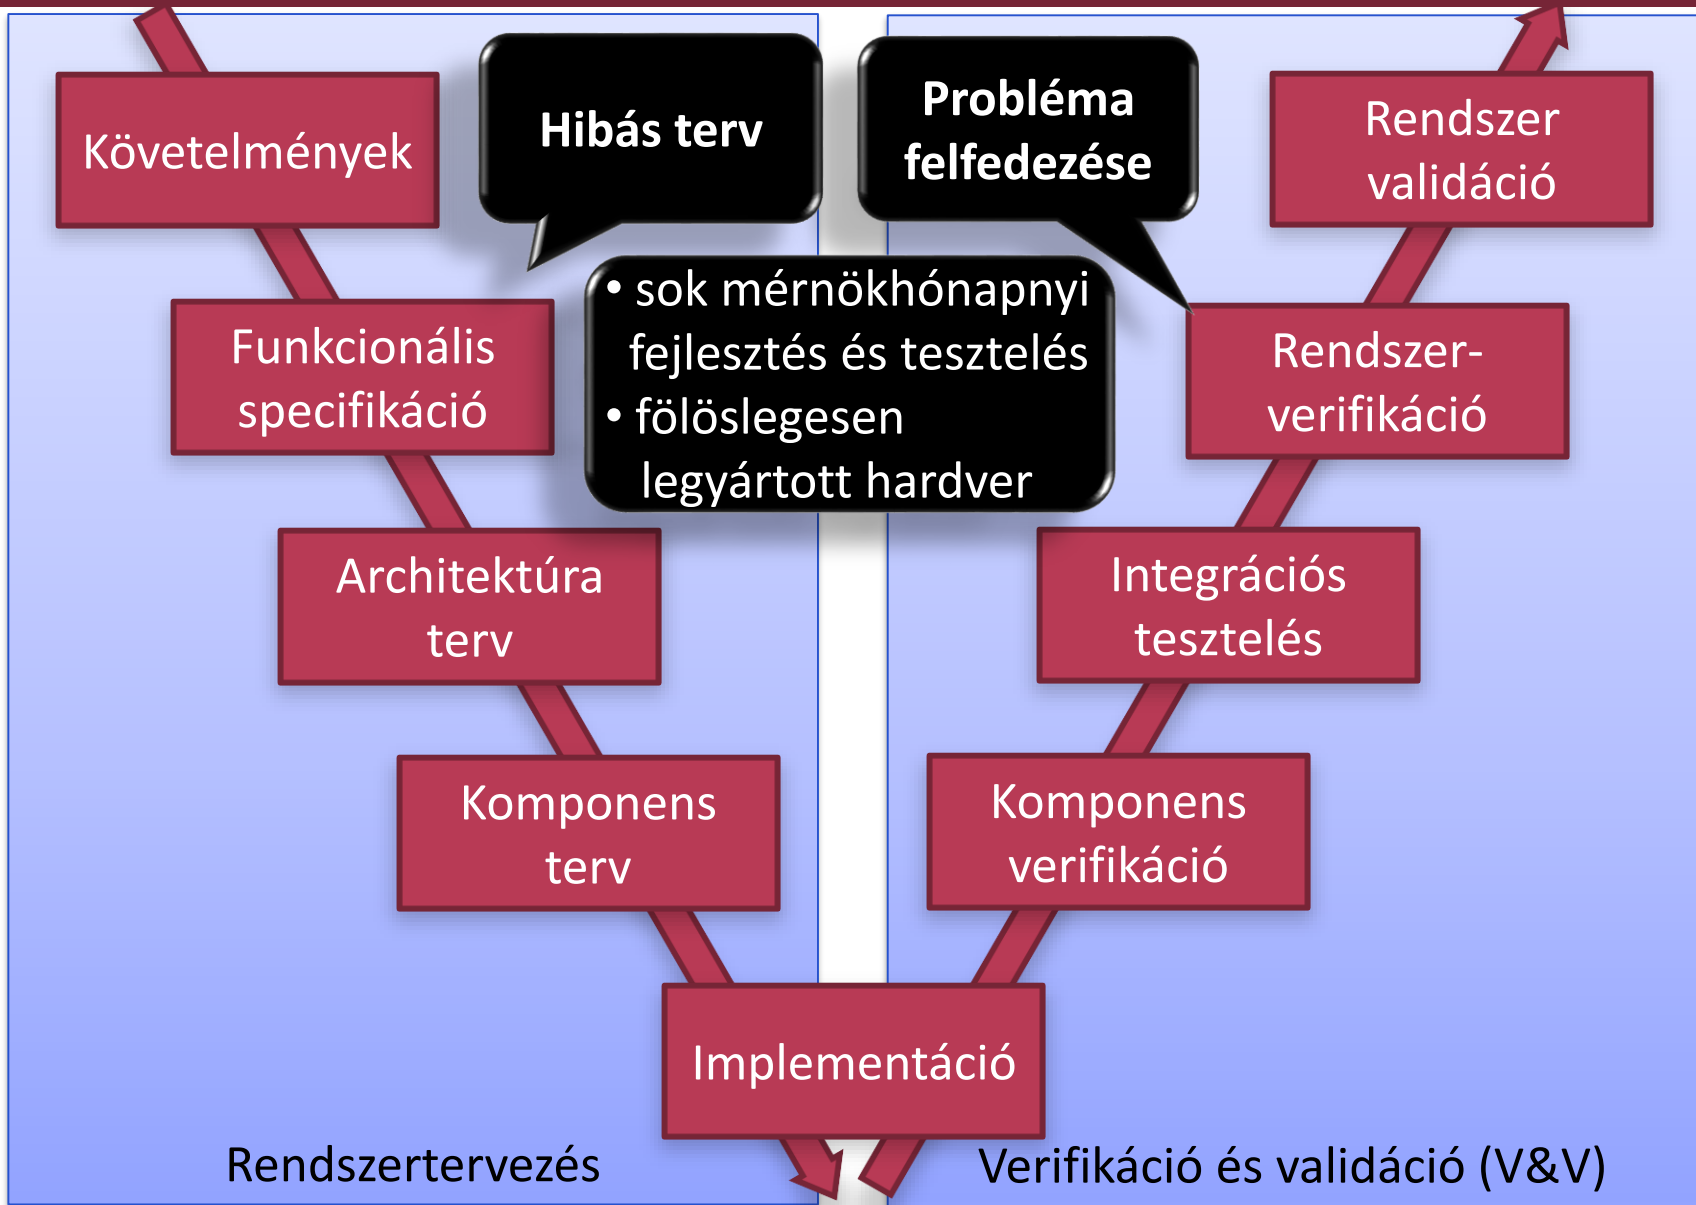 Követelmények
Hibás terv
Probléma
felfedezése
Rendszer
validáció
• sok mérnökhónapnyi
fejlesztés és tesztelés
• fölöslegesen
legyártott hardver
Funkcionális
specifikáció
Rendszer-
verifikáció
Architektúra
terv
Integrációs
tesztelés
Komponens
terv
Komponens
verifikáció
Implementáció
Rendszertervezés
Verifikáció és validáció (V&V)